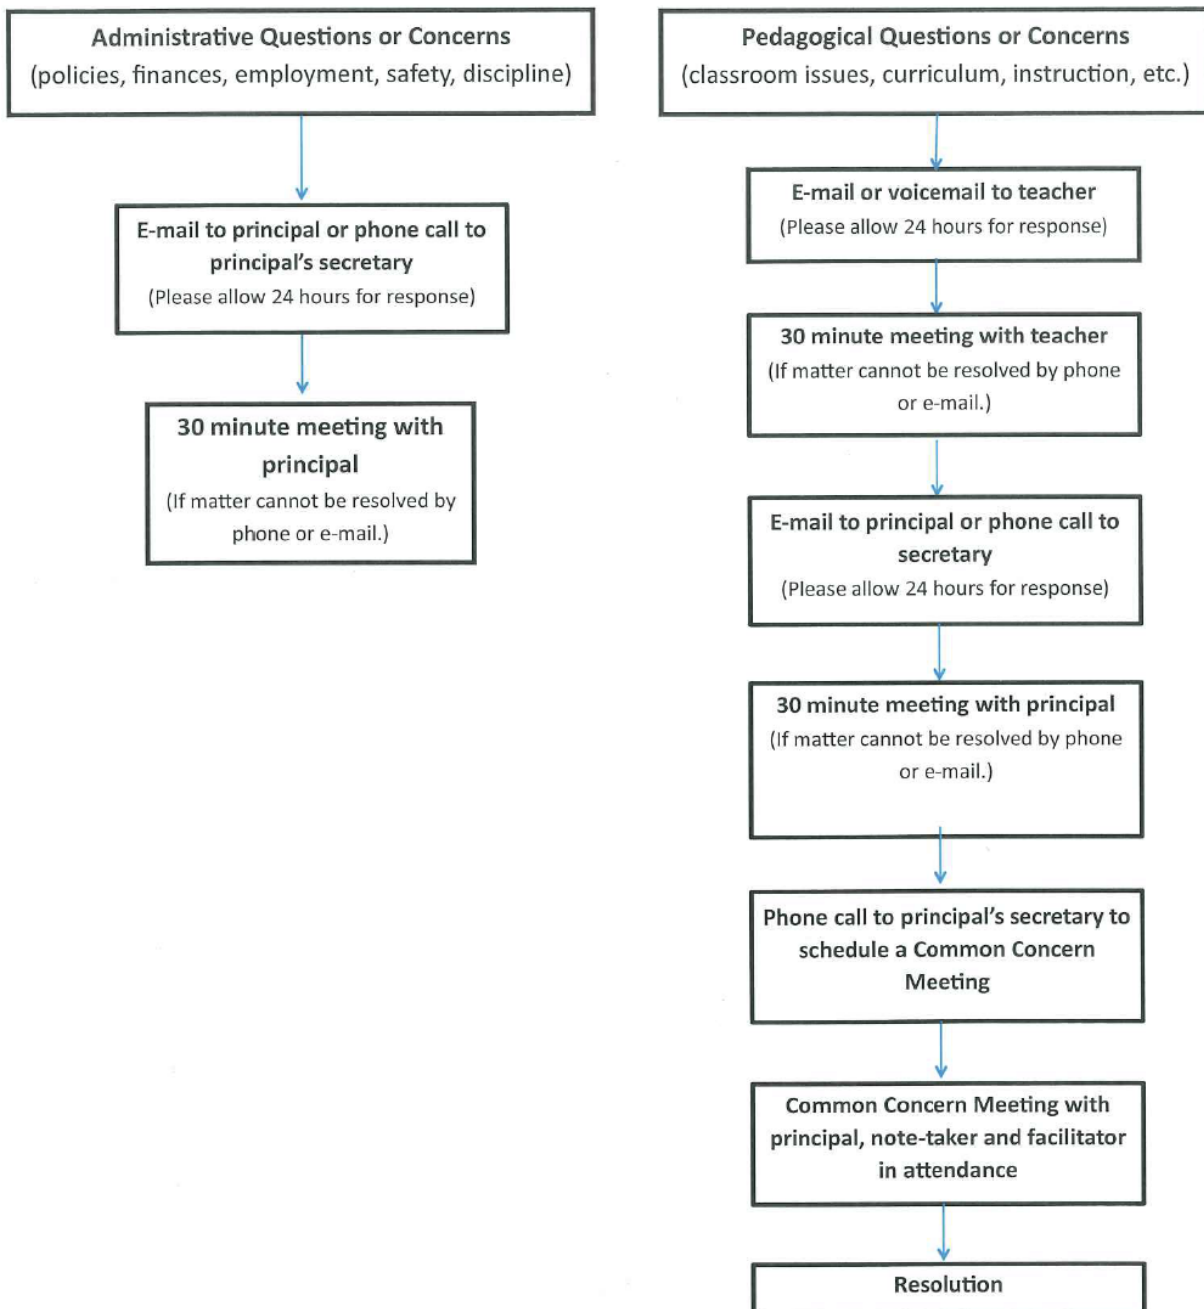 Administrative Questions or Concerns
(policies, finances, employment, safety, discipline)
E-mail to principal or phone call to
principal’s secretary
(Please allow 24 hours for response)
30 minute meeting with
principal
(If matter cannot be resolved by
phone or e-mail.)
Pedagogical Questions or Concerns
(classroom issues, curriculum, instruction, etc.)
E-mail or voicemail to teacher
(Please allow 24 hours for response)
30 minute meeting with teacher
(If matter cannot be resolved by phone
or e-mail.)
E-mail to principal or phone call to
secretary
(Please allow 24 hours for response)
30 minute meeting with principal
(If matter cannot be resolved by phone
or e-mail.)
Phone call to principal’s secretary to
schedule a Common Concern
Meeting
Common Concern Meeting with
principal, note-taker and facilitator
in attendance
Resolution